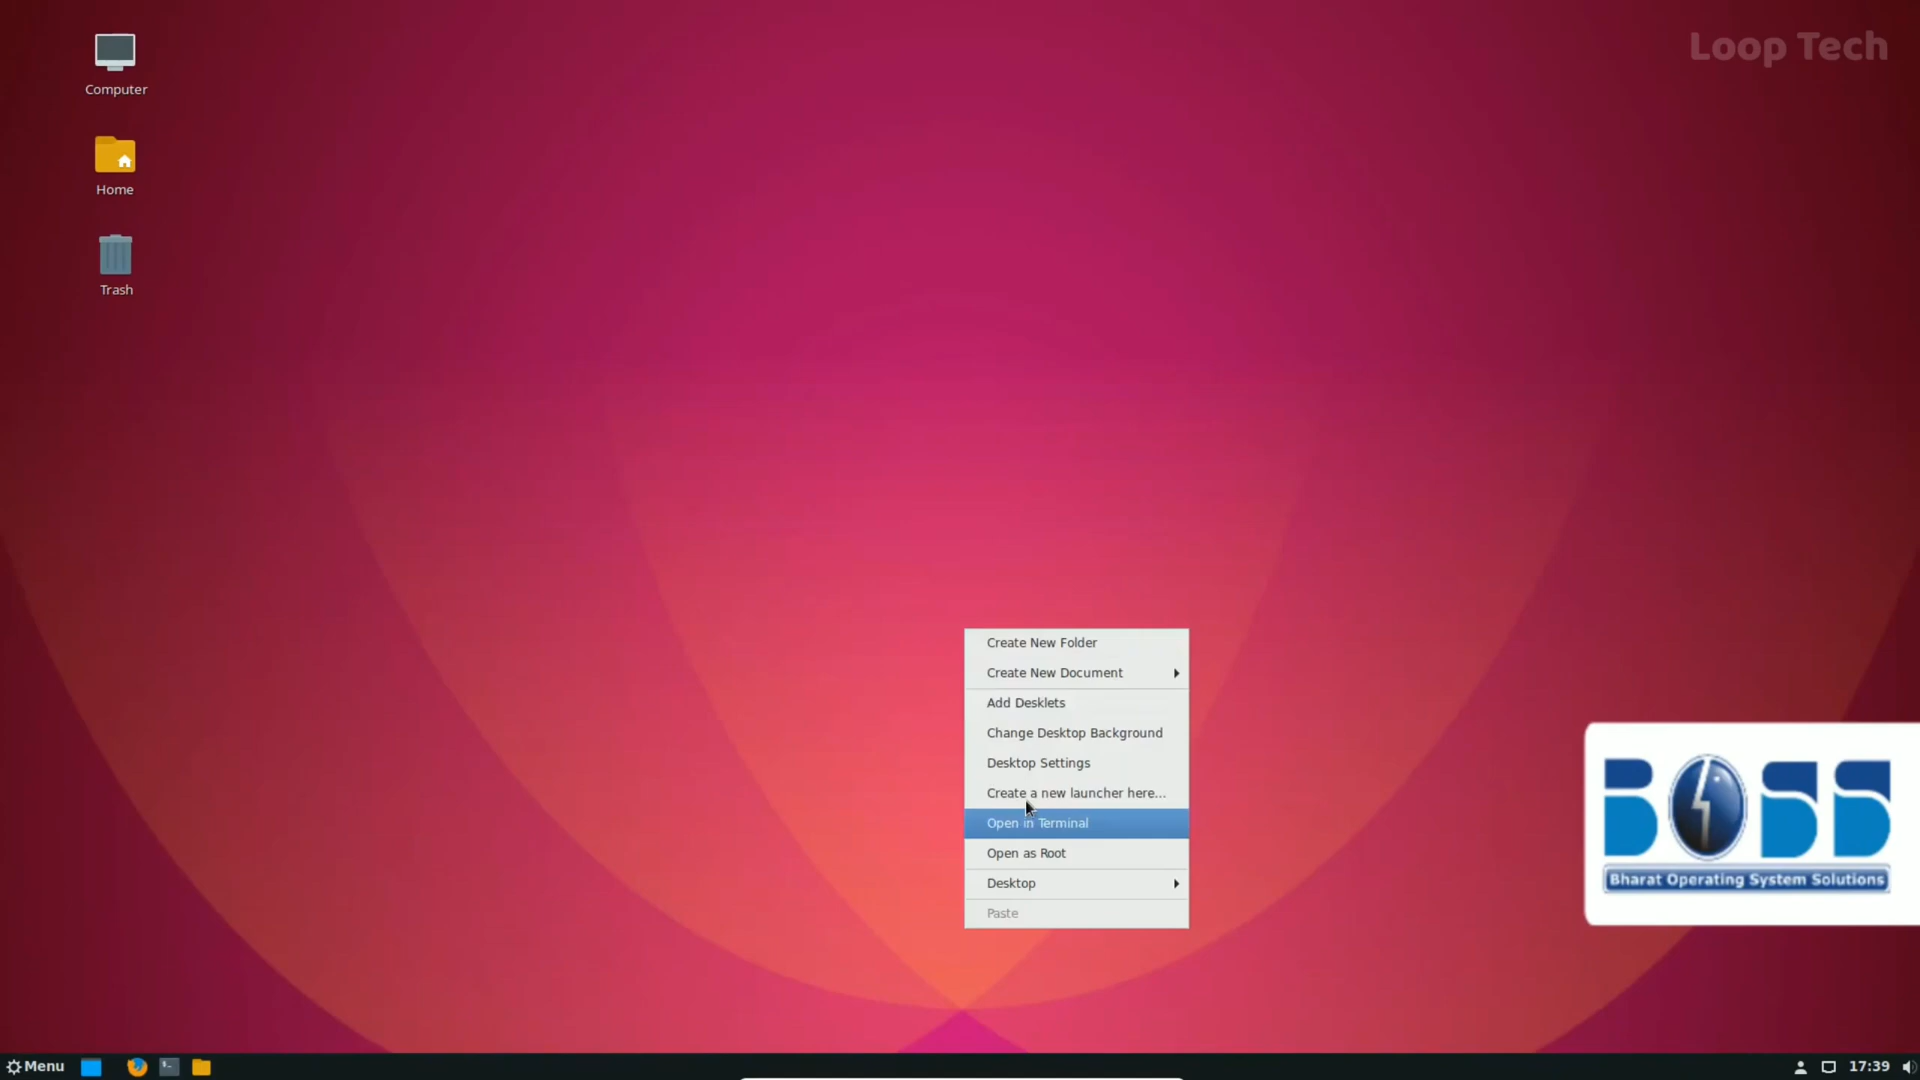 Loop Tech
Computer
Home
Trash
Create New Folder
Create New Document
Add Desklets
Change Desktop Background
Desktop Settings
Create a new launcher here...
Open in Terminal
Open as Root
Desktop
Paste
BOSS
Bharat Operating System Solutions
Menu
17:39